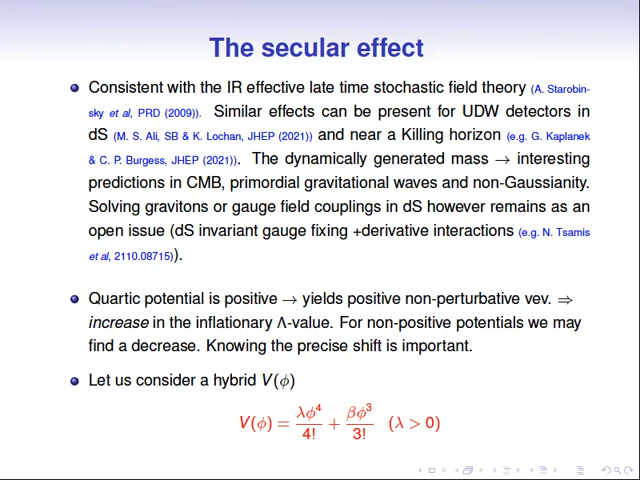 The secular effect
Consistent with the IR effective late time stochastic field theory (A. Starobin-
sky et al, PRD (2009)). Similar effects can be present for UDW detectors in
dS (M. S. Ali, SB & K. Lochan, JHEP (2021)) and near a Killing horizon (e.g. G. Kaplanek
& C. P. Burgess, JHEP (2021)). The dynamically generated mass → interesting
predictions in CMB, primordial gravitational waves and non-Gaussianity.
Solving gravitons or gauge field couplings in dS however remains as an
open issue (dS invariant gauge fixing +derivative interactions (e.g. N. Tsamis
et al, 2110.08715)).
Quartic potential is positive → yields positive non-perturbative vev. ⇒
increase in the inflationary Λ-value. For non-positive potentials we may
find a decrease. Knowing the precise shift is important.
Let us consider a hybrid V(ϕ)
V(ϕ) = λϕ⁴/4! + βϕ³/3! (λ > 0)